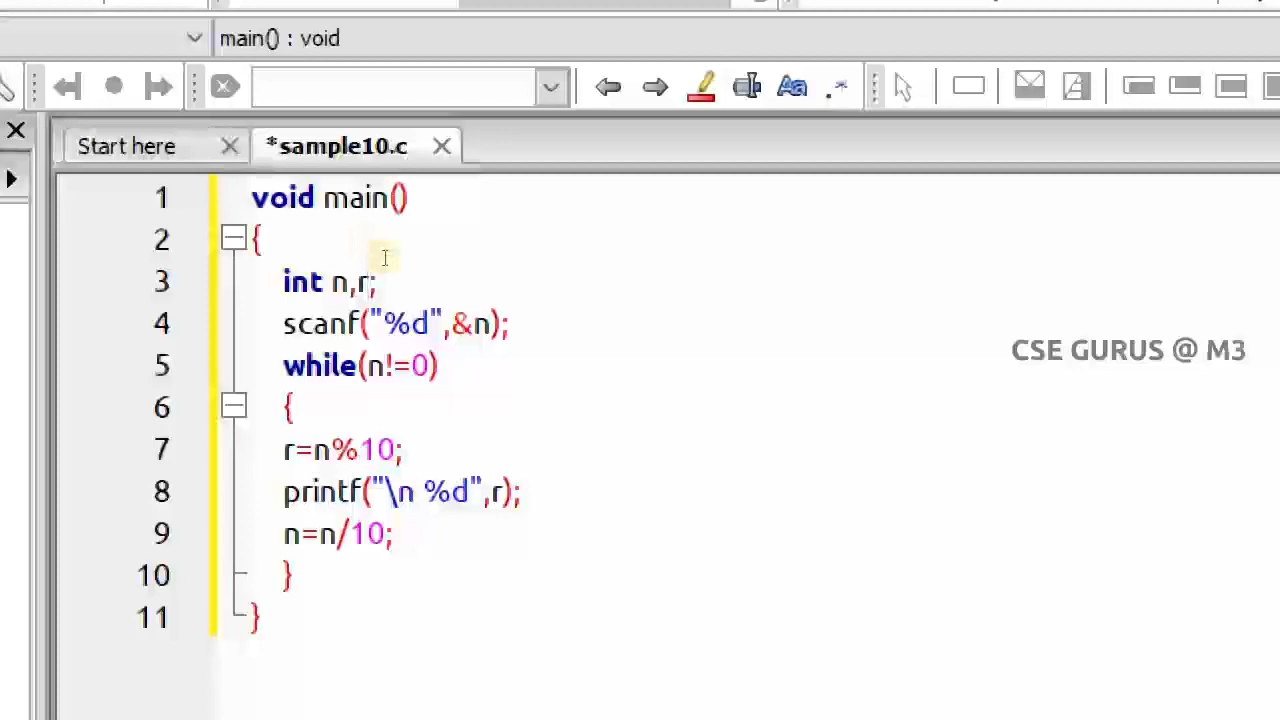 main() : void
Aa
.*
Start here
*sample10.c
1 void main()
2 {
3 int n,r;
4 scanf("%d",&n);
5 while(n!=0)
6 {
7 r=n%10;
8 printf("\n %d",r);
9 n=n/10;
10 }
11 }
CSE GURUS @ M3